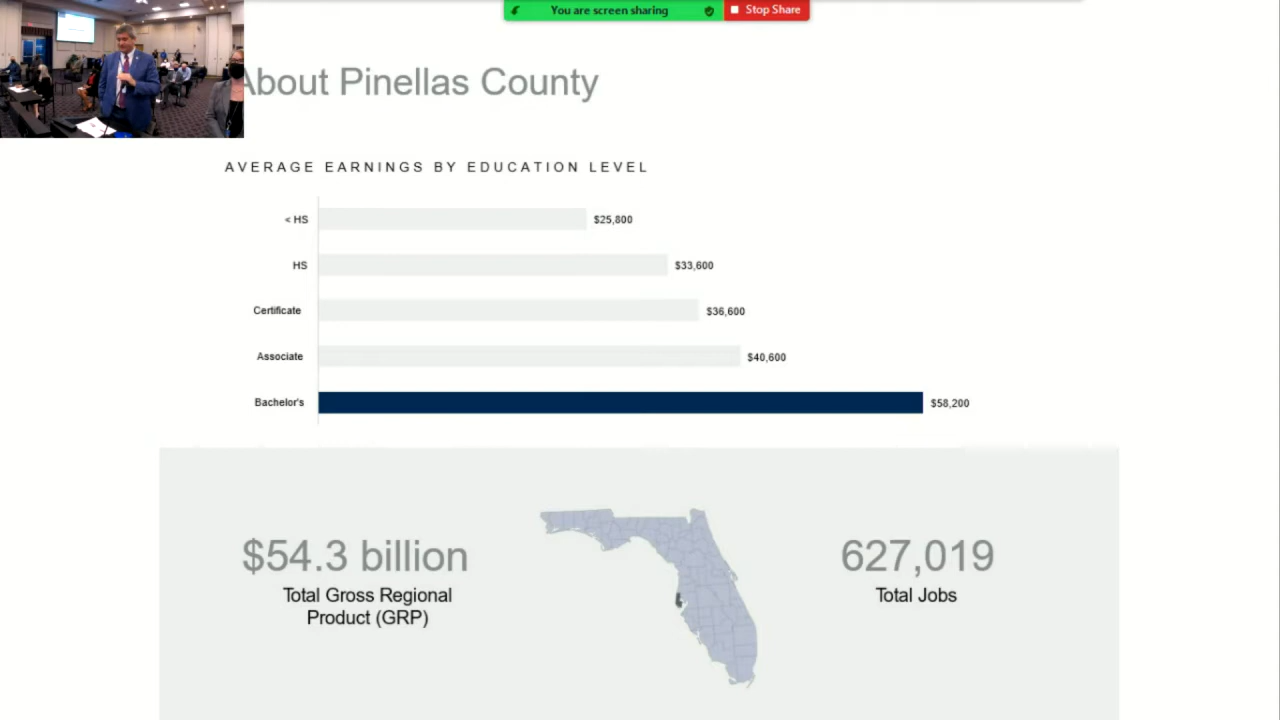 You are screen sharing
Stop Share
About Pinellas County
AVERAGE EARNINGS BY EDUCATION LEVEL
< HS $25,800
HS $33,600
Certificate $36,600
Associate $40,600
Bachelor's $58,200
$54.3 billion
Total Gross Regional
Product (GRP)
627,019
Total Jobs